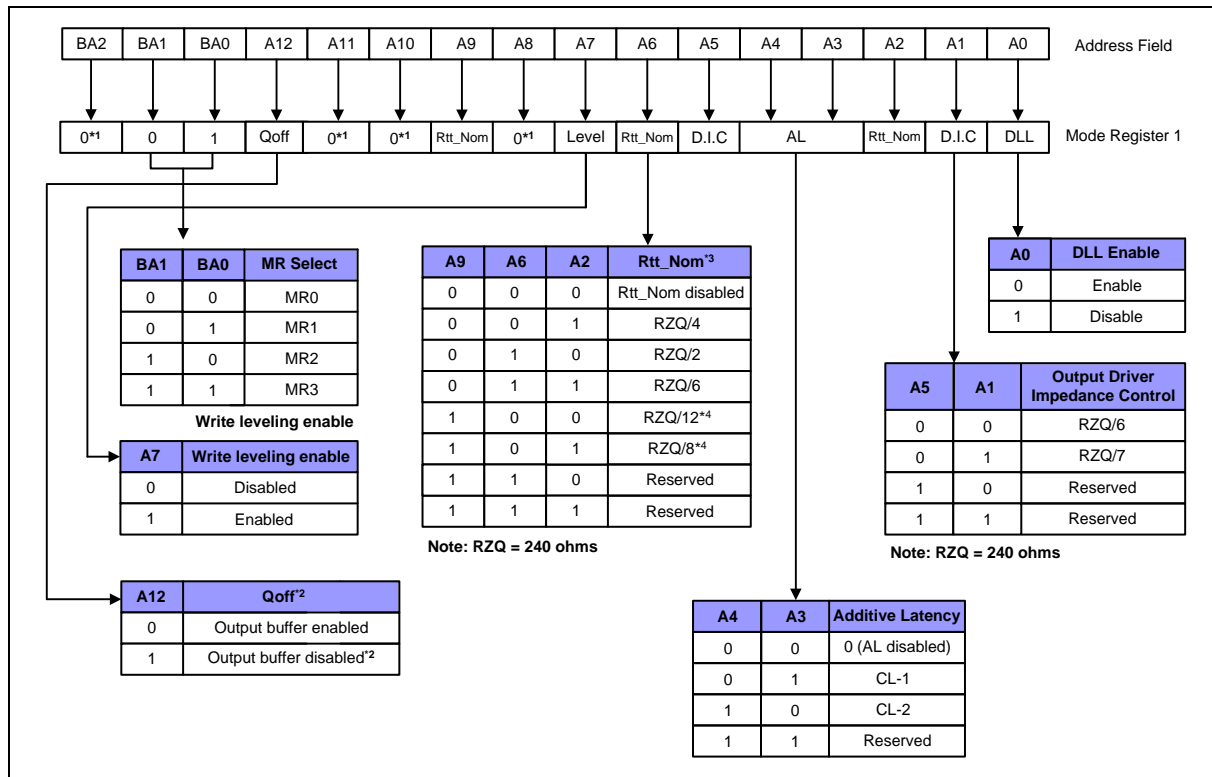 BA2 BA1 BA0 A12 A11 A10 A9 A8 A7 A6 A5 A4 A3 A2 A1 A0 Address Field
0*1 0 1 Qoff 0*1 0*1 Rtt_Nom 0*1 Level Rtt_Nom D.I.C AL Rtt_Nom D.I.C DLL Mode Register 1
BA1 BA0 MR Select
0 0 MR0
0 1 MR1
1 0 MR2
1 1 MR3
Write leveling enable
A7 Write leveling enable
0 Disabled
1 Enabled
A12 Qoff*2
0 Output buffer enabled
1 Output buffer disabled*2
A9 A6 A2 Rtt_Nom*3
0 0 0 Rtt_Nom disabled
0 0 1 RZQ/4
0 1 0 RZQ/2
0 1 1 RZQ/6
1 0 0 RZQ/12*4
1 0 1 RZQ/8*4
1 1 0 Reserved
1 1 1 Reserved
Note: RZQ = 240 ohms
A4 A3 Additive Latency
0 0 0 (AL disabled)
0 1 CL-1
1 0 CL-2
1 1 Reserved
A0 DLL Enable
0 Enable
1 Disable
A5 A1 Output Driver
Impedance Control
0 0 RZQ/6
0 1 RZQ/7
1 0 Reserved
1 1 Reserved
Note: RZQ = 240 ohms